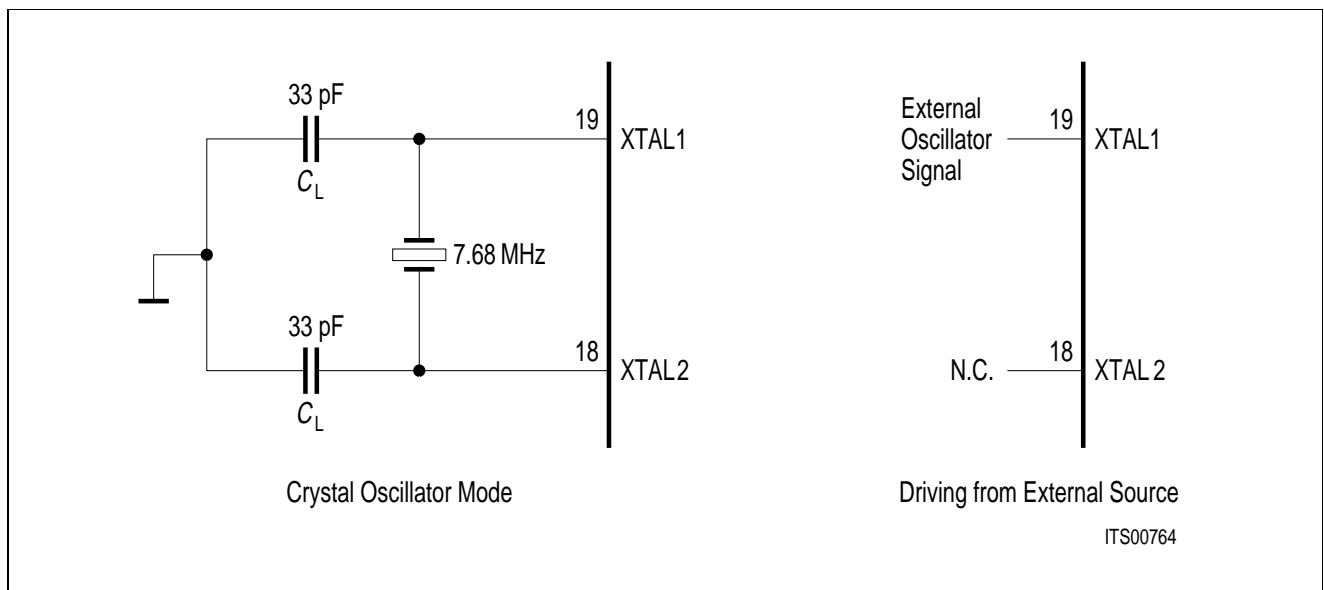 33 pF
19
XTAL1
C_L
7.68 MHz
33 pF
18
XTAL2
C_L
Crystal Oscillator Mode
External
Oscillator
Signal
19
XTAL1
N.C.
18
XTAL 2
Driving from External Source
ITS00764